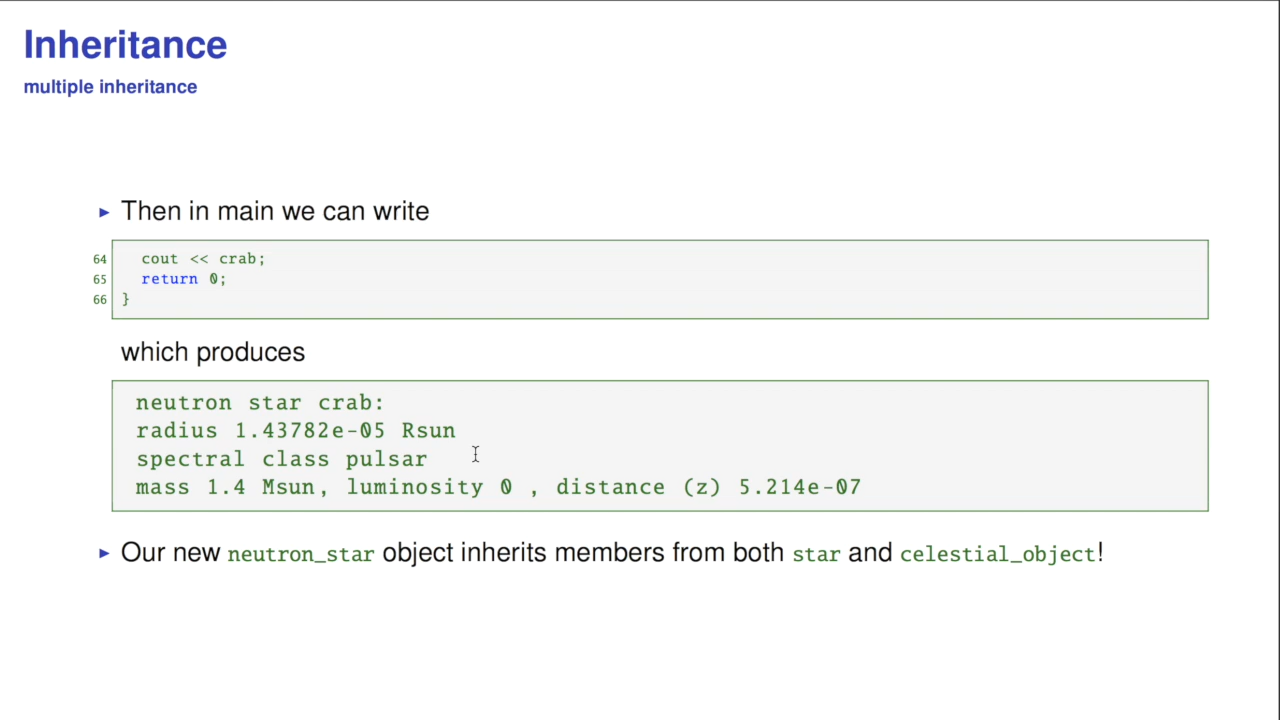 Inheritance
multiple inheritance
▶ Then in main we can write
64 cout << crab;
65 return 0;
66 }
which produces
neutron star crab:
radius 1.43782e-05 Rsun
spectral class pulsar
mass 1.4 Msun, luminosity 0 , distance (z) 5.214e-07
▶ Our new neutron_star object inherits members from both star and celestial_object!